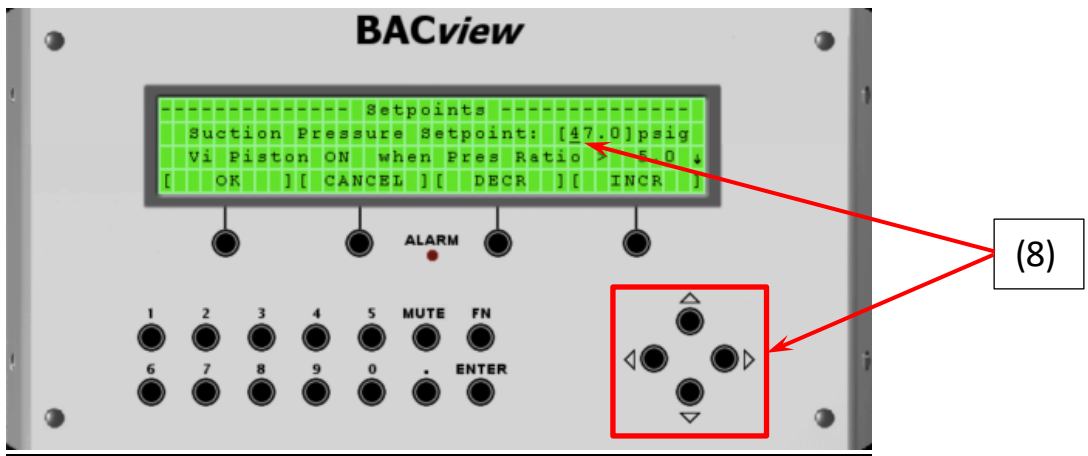 BACview
-------------- Setpoints --------------
Suction Pressure Setpoint: [47.0]psig
Vi Piston ON when Pres Ratio > 5.0 ↓
[ OK ][ CANCEL ][ DECR ][ INCR ]
ALARM
(8)
1 2 3 4 5 MUTE FN
6 7 8 9 0 . ENTER